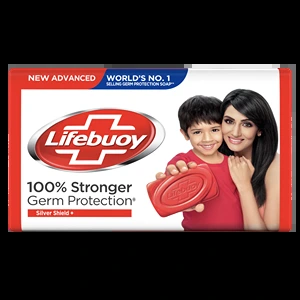 NEW ADVANCED
WORLD'S NO. 1
SELLING GERM PROTECTION SOAP**
Lifebuoy
100% Stronger
Germ Protection*
Silver Shield +